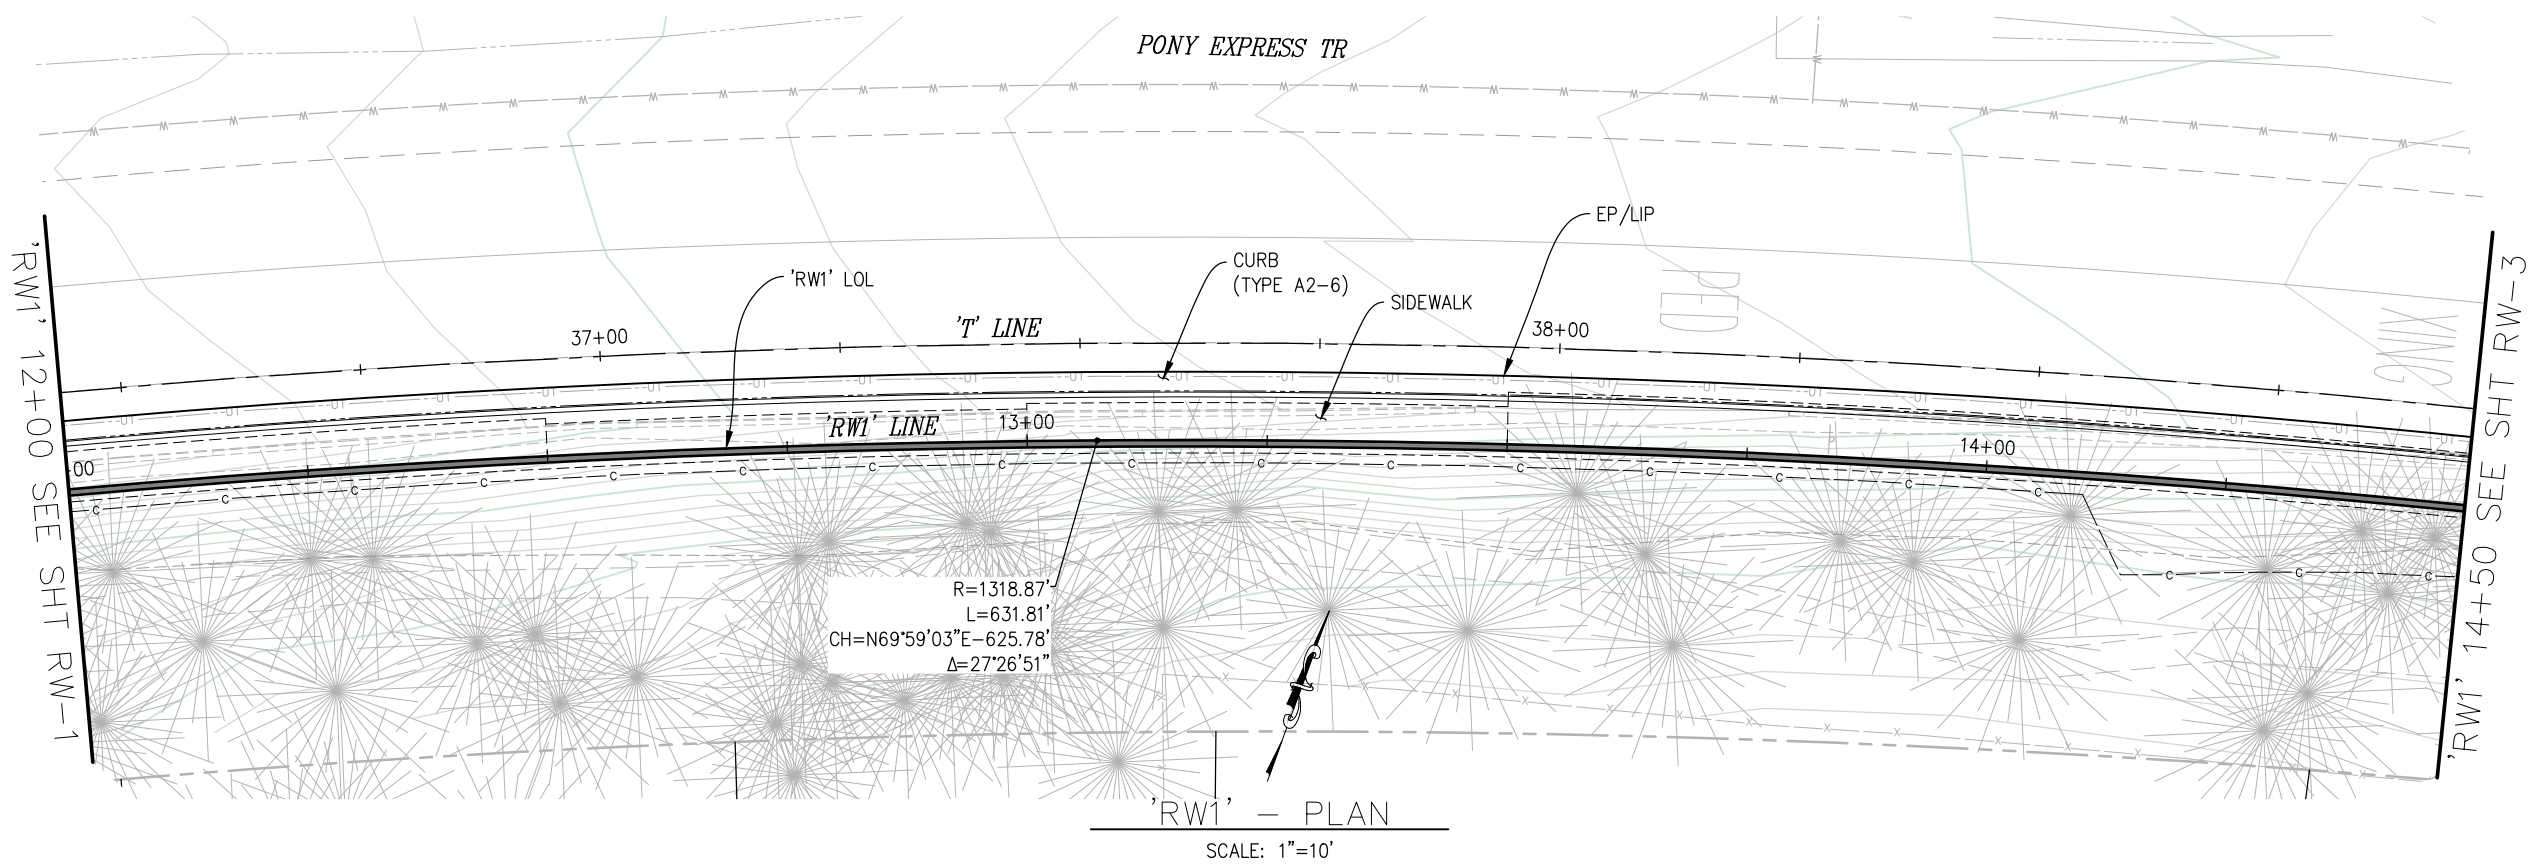 PONY EXPRESS TR
EP/LIP
CURB
(TYPE A2-6)
'RW1' LOL
SIDEWALK
'T' LINE
37+00
38+00
PED
'RW1' LINE
13+00
14+00
00
'RW1' 12+00 SEE SHT RW-1
'RW1' 14+50 SEE SHT RW-3
R=1318.87'
L=631.81'
CH=N69°59'03"E-625.78'
Δ=27°26'51"
'RW1' - PLAN
SCALE: 1"=10'